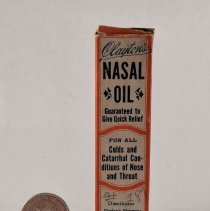 Clayton's
NASAL
OIL
Guaranteed to
Give Quick Relief
FOR ALL
Colds and
Catarrhal Con-
ditions of Nose
and Throat
Distributor